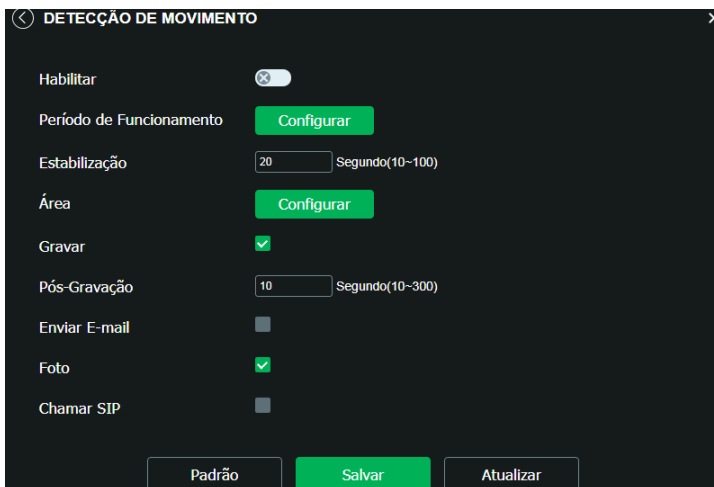 DETECÇÃO DE MOVIMENTO
Habilitar
Período de Funcionamento Configurar
Estabilização 20 Segundo(10~100)
Área Configurar
Gravar
Pós-Gravação 10 Segundo(10~300)
Enviar E-mail
Foto
Chamar SIP
Padrão Salvar Atualizar